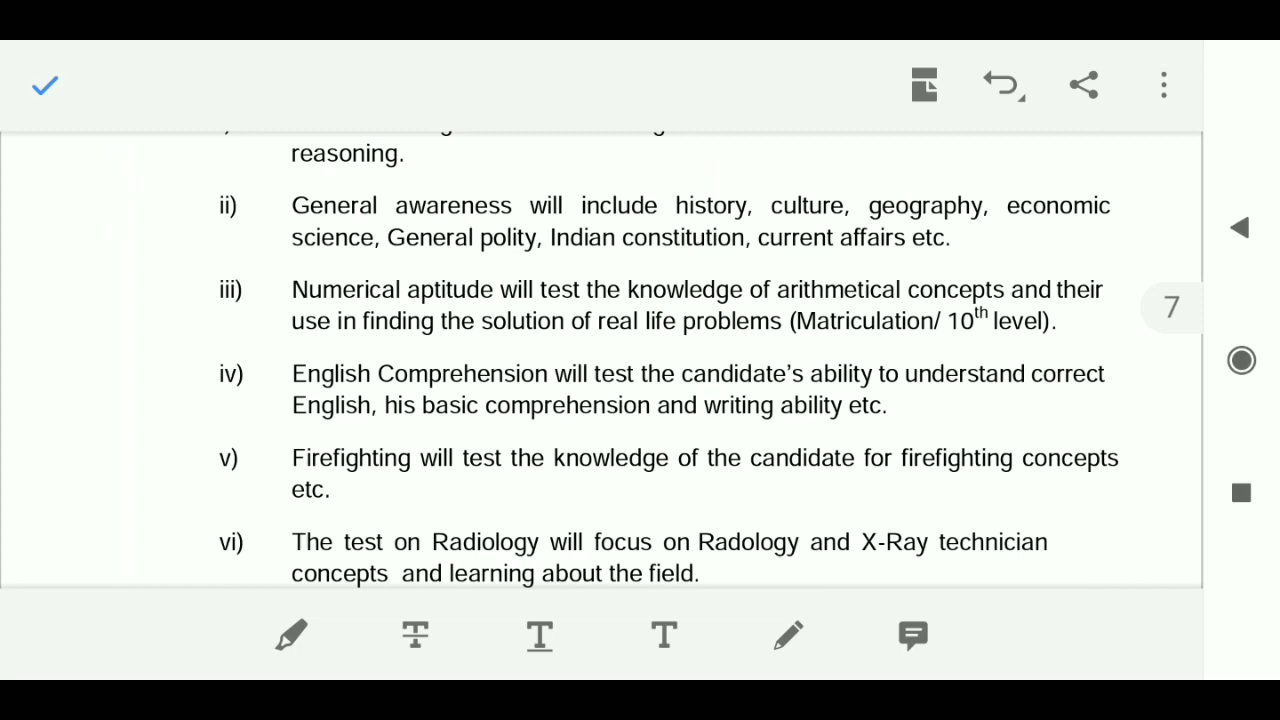 reasoning.
ii) General awareness will include history, culture, geography, economic
science, General polity, Indian constitution, current affairs etc.
iii) Numerical aptitude will test the knowledge of arithmetical concepts and their
use in finding the solution of real life problems (Matriculation/ 10th level).
7
iv) English Comprehension will test the candidate’s ability to understand correct
English, his basic comprehension and writing ability etc.
v) Firefighting will test the knowledge of the candidate for firefighting concepts
etc.
vi) The test on Radiology will focus on Radology and X-Ray technician
concepts and learning about the field.